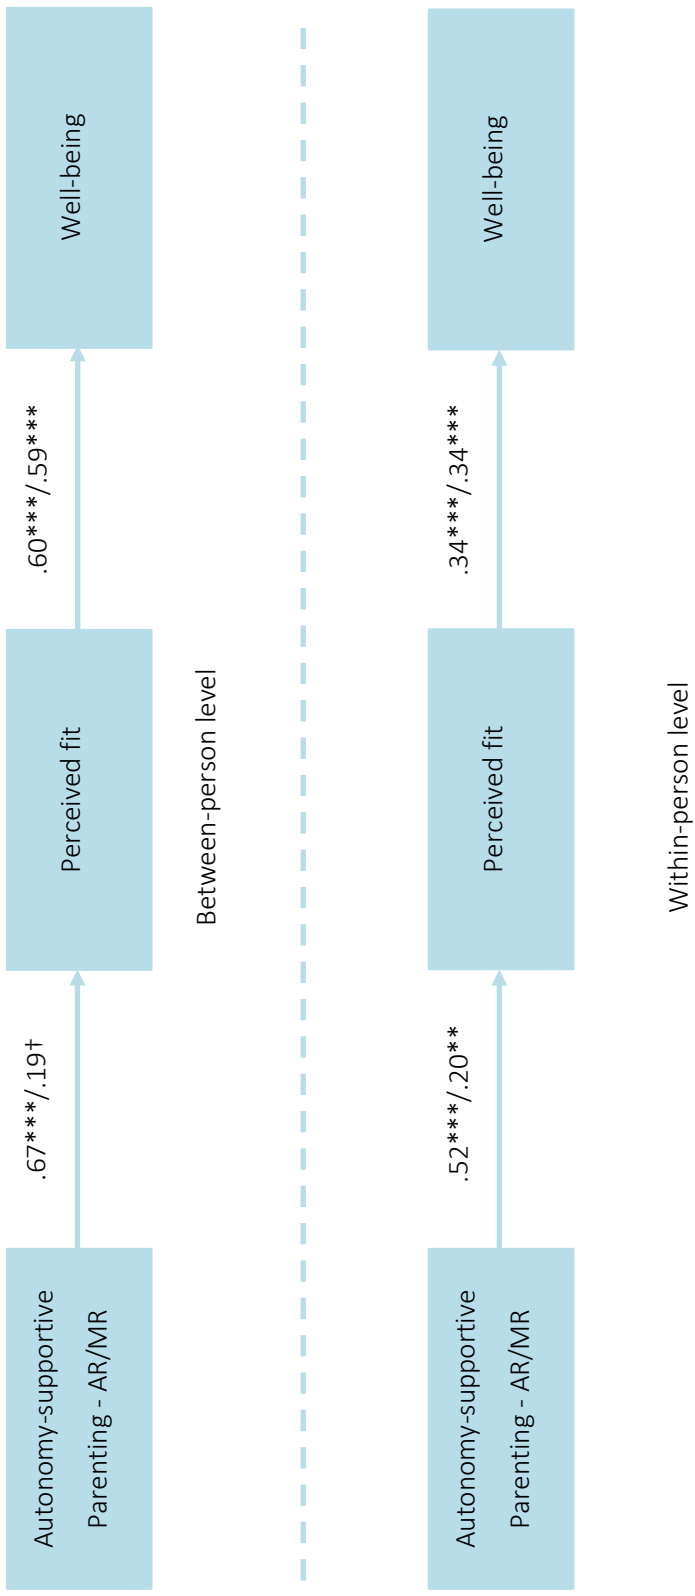 Autonomy-supportive
Parenting - AR/MR
.67***/.19†
Perceived fit
.60***/.59***
Well-being
Between-person level
Autonomy-supportive
Parenting - AR/MR
.52***/.20**
Perceived fit
.34***/.34***
Well-being
Within-person level